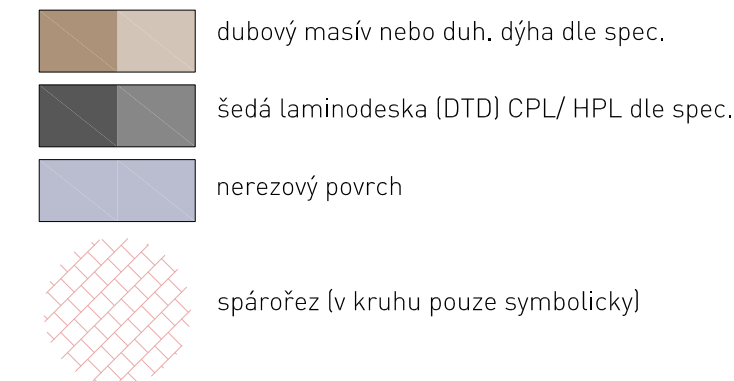 dubový masív nebo duh. dýha dle spec.
šedá laminodeska (DTD) CPL/ HPL dle spec.
nerezový povrch
spárořez (v kruhu pouze symbolicky)